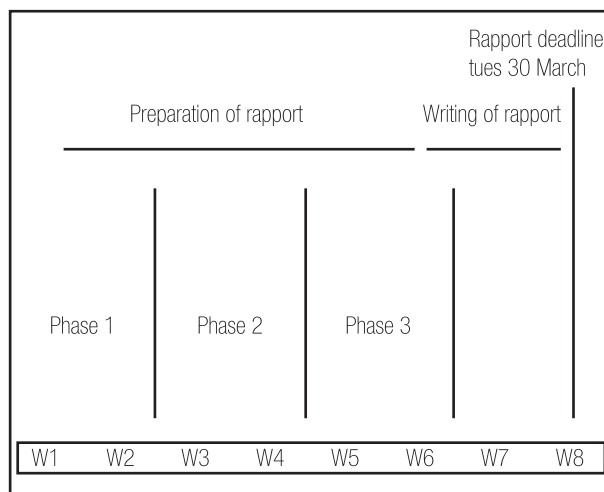 Rapport deadline
tues 30 March
Preparation of rapport
Writing of rapport
Phase 1
Phase 2
Phase 3
W1 W2 W3 W4 W5 W6 W7 W8